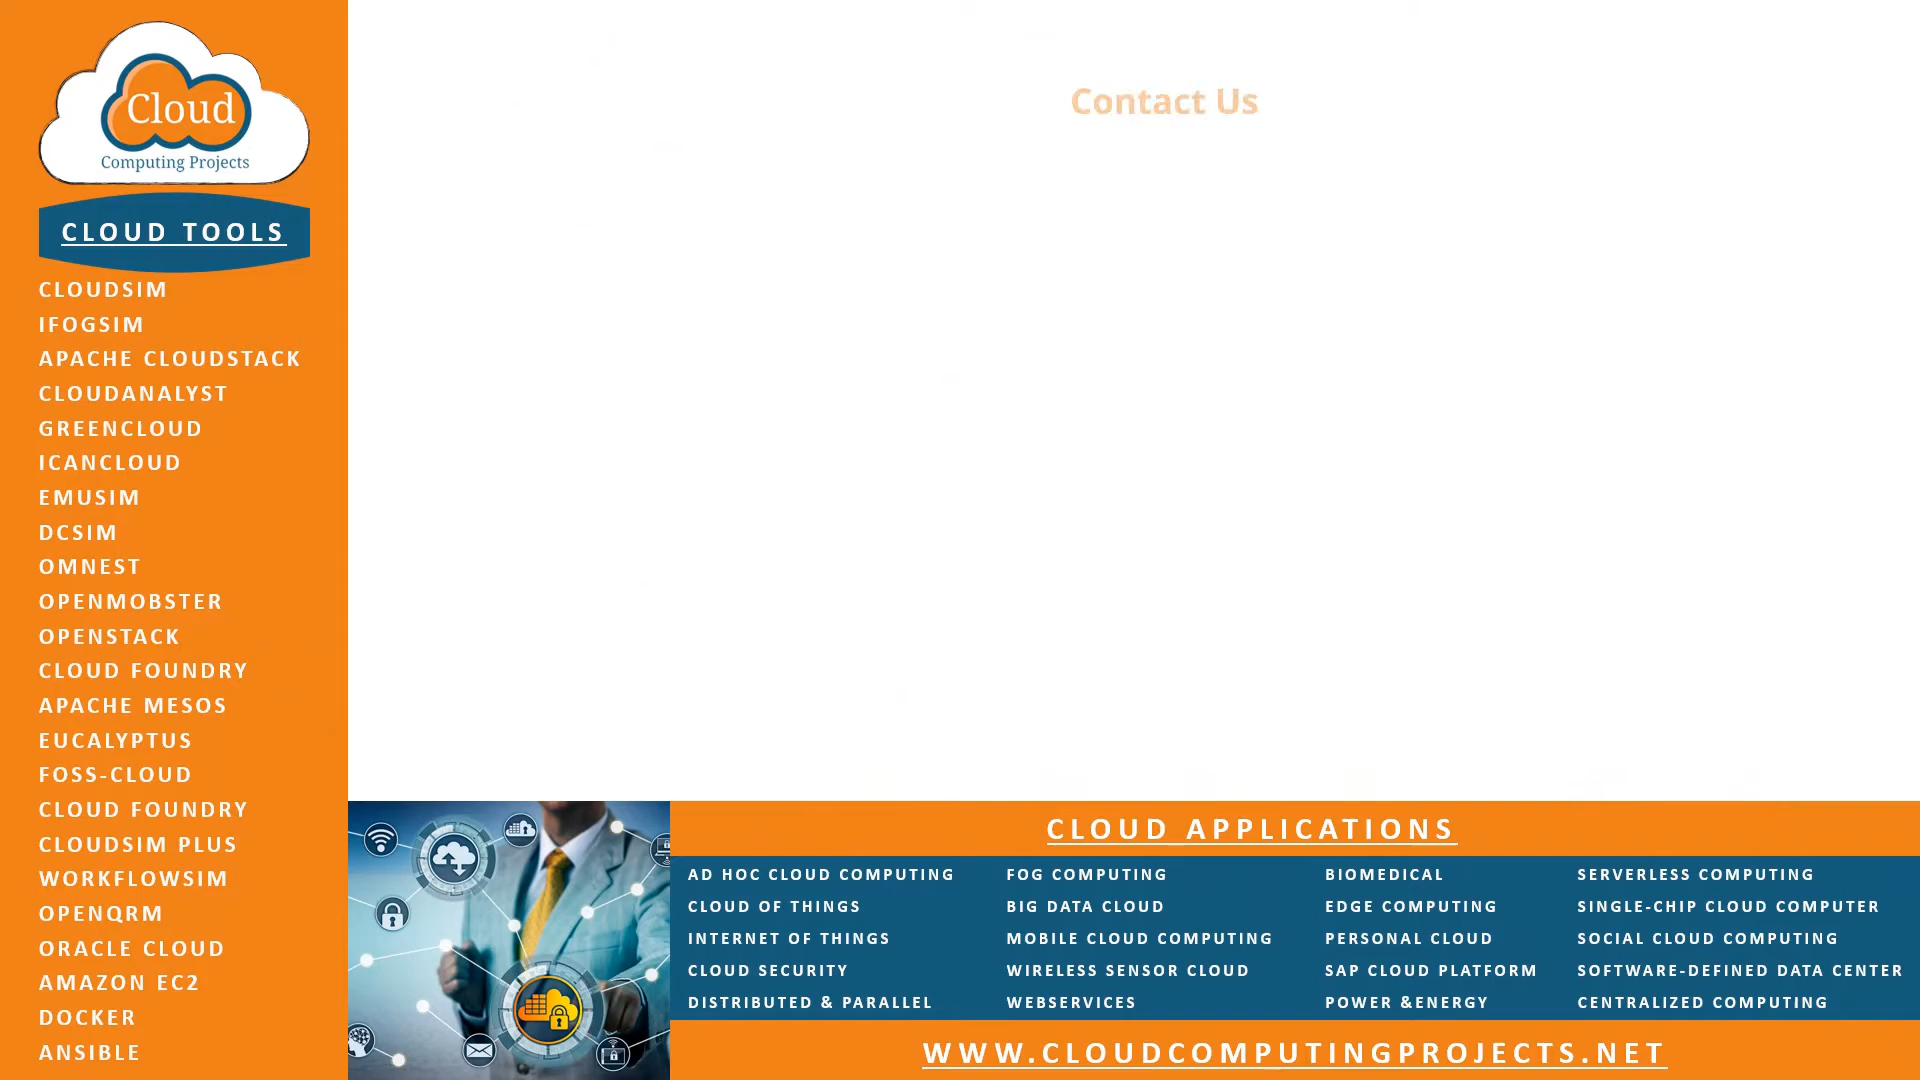 Cloud
Computing Projects
CLOUD TOOLS
CLOUDSIM
IFOGSIM
APACHE CLOUDSTACK
CLOUDANALYST
GREENCLOUD
ICANCLOUD
EMUSIM
DCSIM
OMNEST
OPENMOBSTER
OPENSTACK
CLOUD FOUNDRY
APACHE MESOS
EUCALYPTUS
FOSS-CLOUD
CLOUD FOUNDRY
CLOUDSIM PLUS
WORKFLOWSIM
OPENQRM
ORACLE CLOUD
AMAZON EC2
DOCKER
ANSIBLE
Contact Us
CLOUD APPLICATIONS
AD HOC CLOUD COMPUTING
CLOUD OF THINGS
INTERNET OF THINGS
CLOUD SECURITY
DISTRIBUTED & PARALLEL
FOG COMPUTING
BIG DATA CLOUD
MOBILE CLOUD COMPUTING
WIRELESS SENSOR CLOUD
WEBSERVICES
BIOMEDICAL
EDGE COMPUTING
PERSONAL CLOUD
SAP CLOUD PLATFORM
POWER &ENERGY
SERVERLESS COMPUTING
SINGLE-CHIP CLOUD COMPUTER
SOCIAL CLOUD COMPUTING
SOFTWARE-DEFINED DATA CENTER
CENTRALIZED COMPUTING
WWW.CLOUDCOMPUTINGPROJECTS.NET